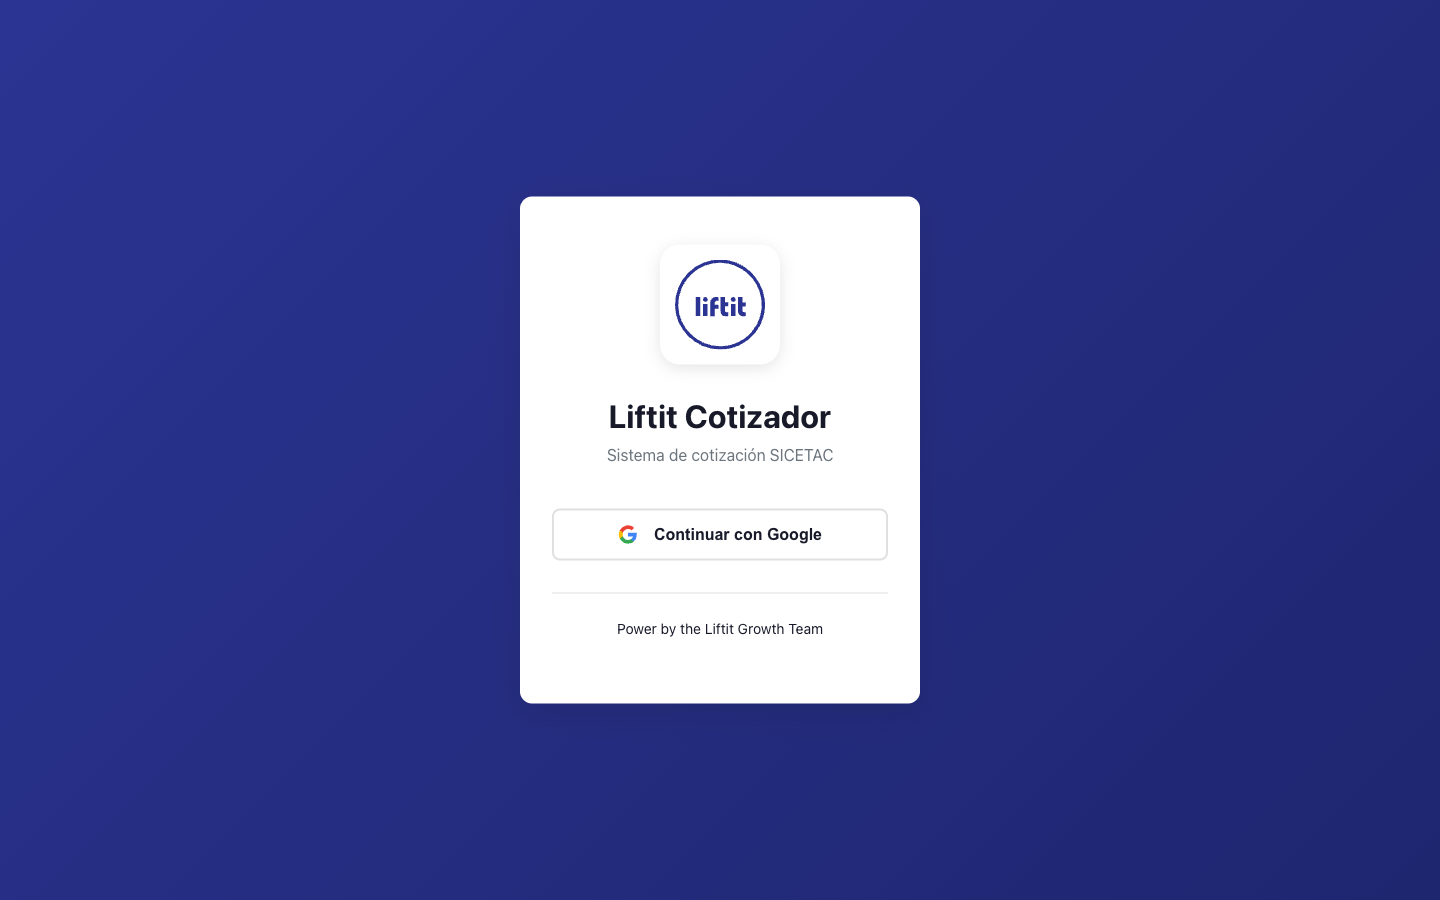 liftit
Liftit Cotizador
Sistema de cotización SICETAC
Continuar con Google
Power by the Liftit Growth Team